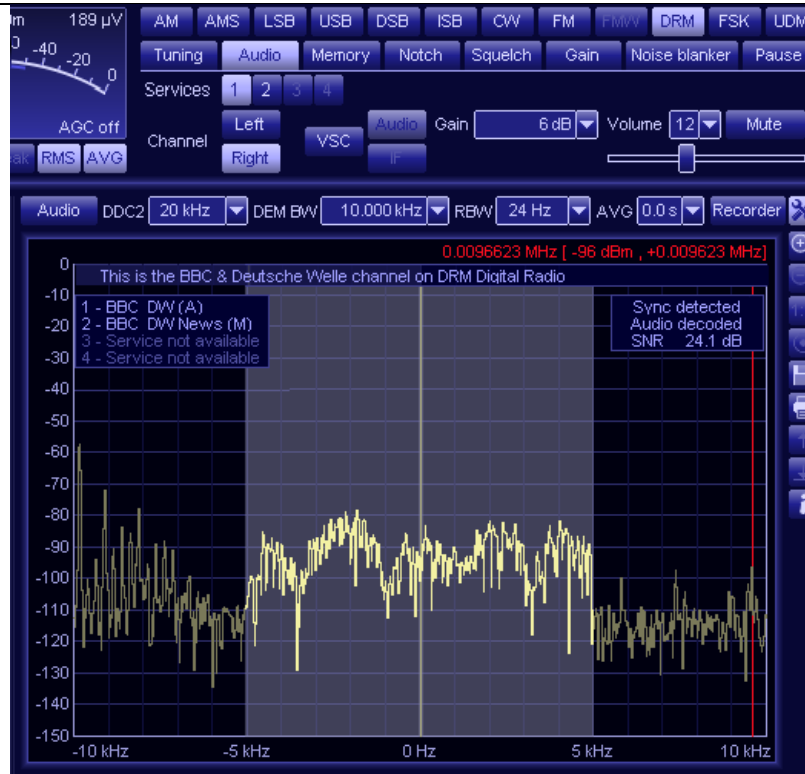 m 189 µV
-40 -20 0
AGC off
RMS AVG
AM AMS LSB USB DSB ISB CW FM FMW DRM FSK UDM
Tuning Audio Memory Notch Squelch Gain Noise blanker Pause
Services 1 2 3 4
Channel Left Right VSC Audio IF Gain 6 dB Volume 12 Mute
Audio DDC2 20 kHz DEM BW 10.000 kHz RBW 24 Hz AVG 0.0 s Recorder
0.0096623 MHz [ -96 dBm , +0.009623 MHz]
This is the BBC & Deutsche Welle channel on DRM Digital Radio
1 - BBC DW (A)
2 - BBC DW News (M)
3 - Service not available
4 - Service not available
Sync detected
Audio decoded
SNR 24.1 dB
0
-10
-20
-30
-40
-50
-60
-70
-80
-90
-100
-110
-120
-130
-140
-150
-10 kHz -5 kHz 0 Hz 5 kHz 10 kHz